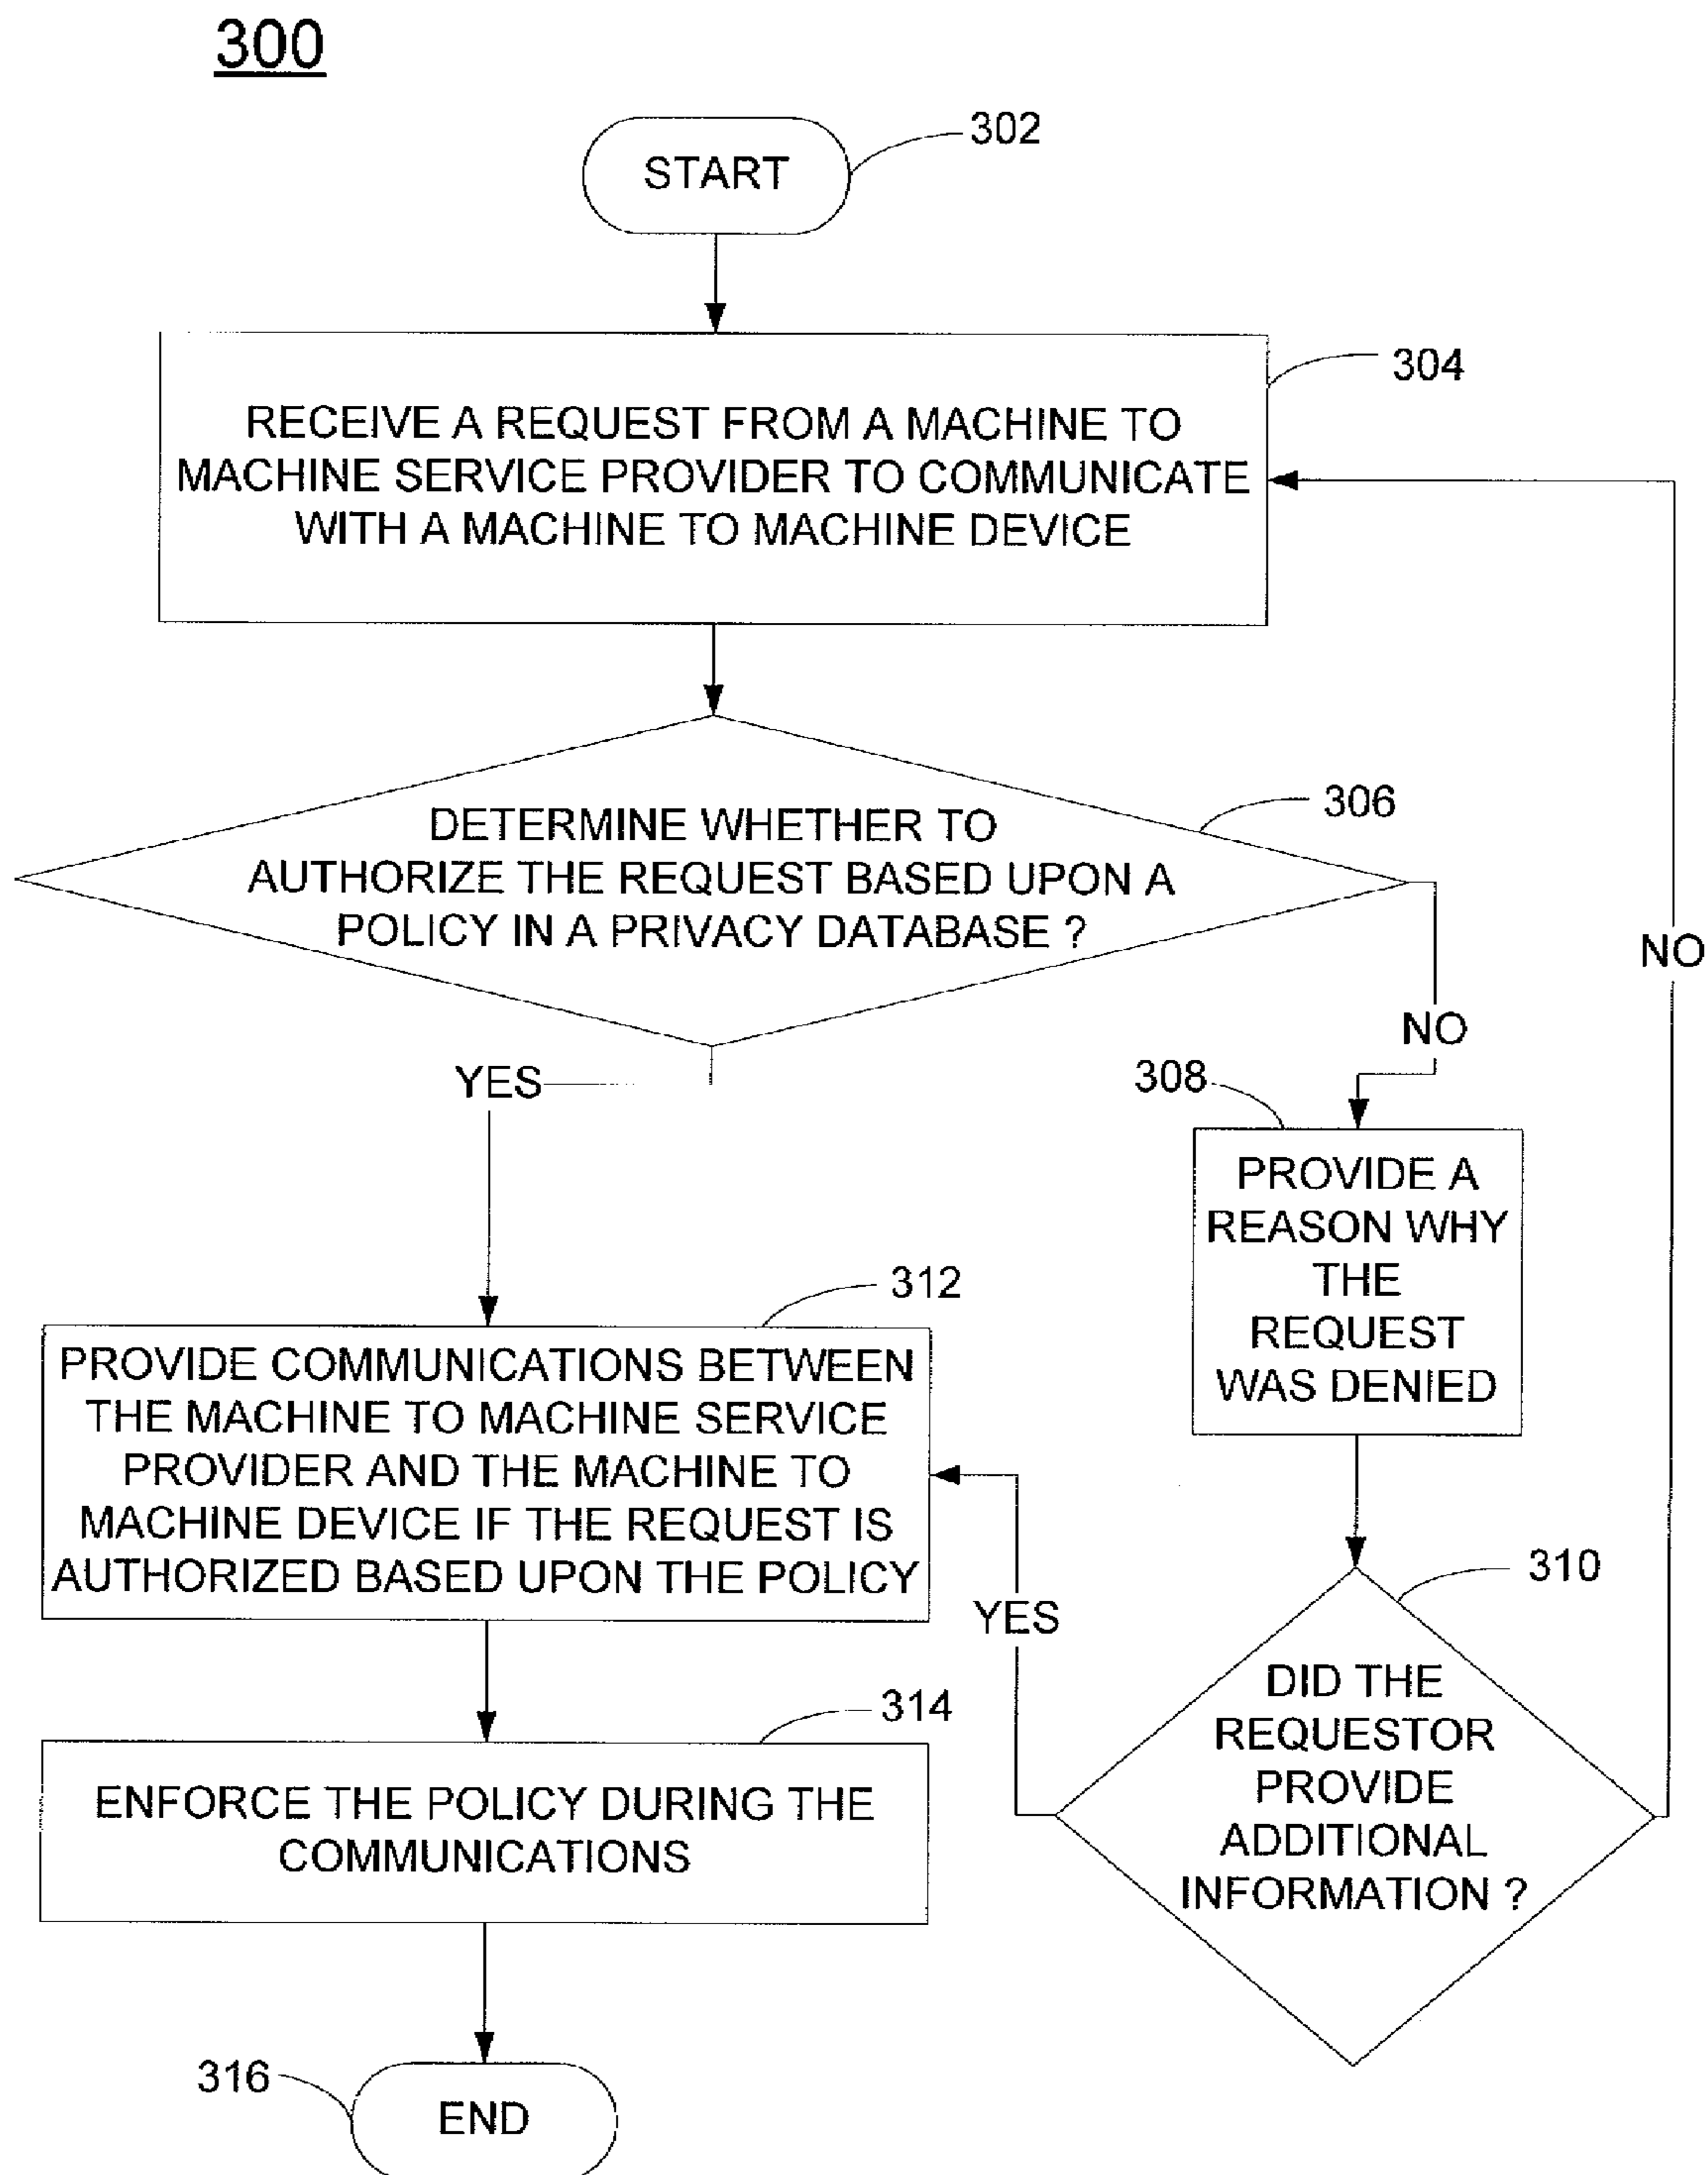 300
302
START
304
RECEIVE A REQUEST FROM A MACHINE TO
MACHINE SERVICE PROVIDER TO COMMUNICATE
WITH A MACHINE TO MACHINE DEVICE
306
DETERMINE WHETHER TO
AUTHORIZE THE REQUEST BASED UPON A
POLICY IN A PRIVACY DATABASE ?
NO
NO
YES
308
PROVIDE A
REASON WHY
THE
REQUEST
WAS DENIED
312
PROVIDE COMMUNICATIONS BETWEEN
THE MACHINE TO MACHINE SERVICE
PROVIDER AND THE MACHINE TO
MACHINE DEVICE IF THE REQUEST IS
AUTHORIZED BASED UPON THE POLICY
310
YES
DID THE
REQUESTOR
PROVIDE
ADDITIONAL
INFORMATION ?
314
ENFORCE THE POLICY DURING THE
COMMUNICATIONS
316
END